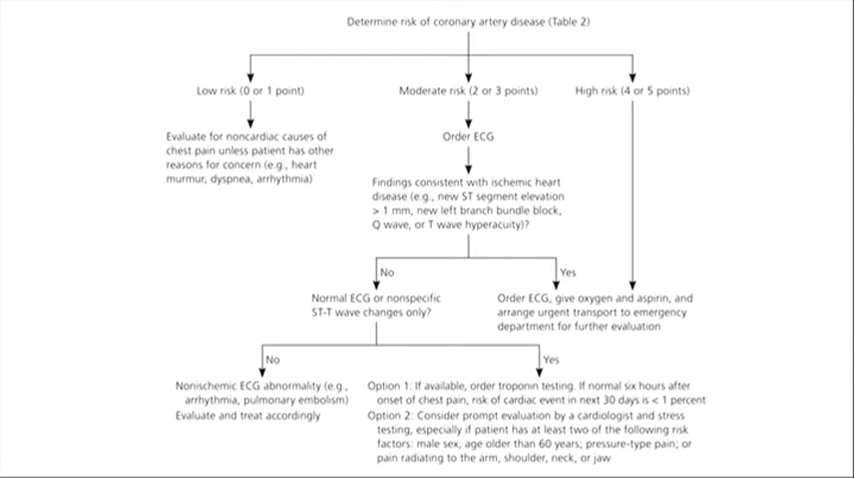 Determine risk of coronary artery disease (Table 2)
Low risk (0 or 1 point)
Moderate risk (2 or 3 points)
High risk (4 or 5 points)
Evaluate for noncardiac causes of
chest pain unless patient has other
reasons for concern (e.g., heart
murmur, dyspnea, arrhythmia)
Order ECG
Findings consistent with ischemic heart
disease (e.g., new ST segment elevation
> 1 mm, new left branch bundle block,
Q wave, or T wave hyperacuity)?
No
Yes
Normal ECG or nonspecific
ST-T wave changes only?
Order ECG, give oxygen and aspirin, and
arrange urgent transport to emergency
department for further evaluation
No
Yes
Nonischemic ECG abnormality (e.g.,
arrhythmia, pulmonary embolism)
Evaluate and treat accordingly
Option 1: If available, order troponin testing. If normal six hours after
onset of chest pain, risk of cardiac event in next 30 days is < 1 percent
Option 2: Consider prompt evaluation by a cardiologist and stress
testing, especially if patient has at least two of the following risk
factors: male sex; age older than 60 years; pressure-type pain; or
pain radiating to the arm, shoulder, neck, or jaw